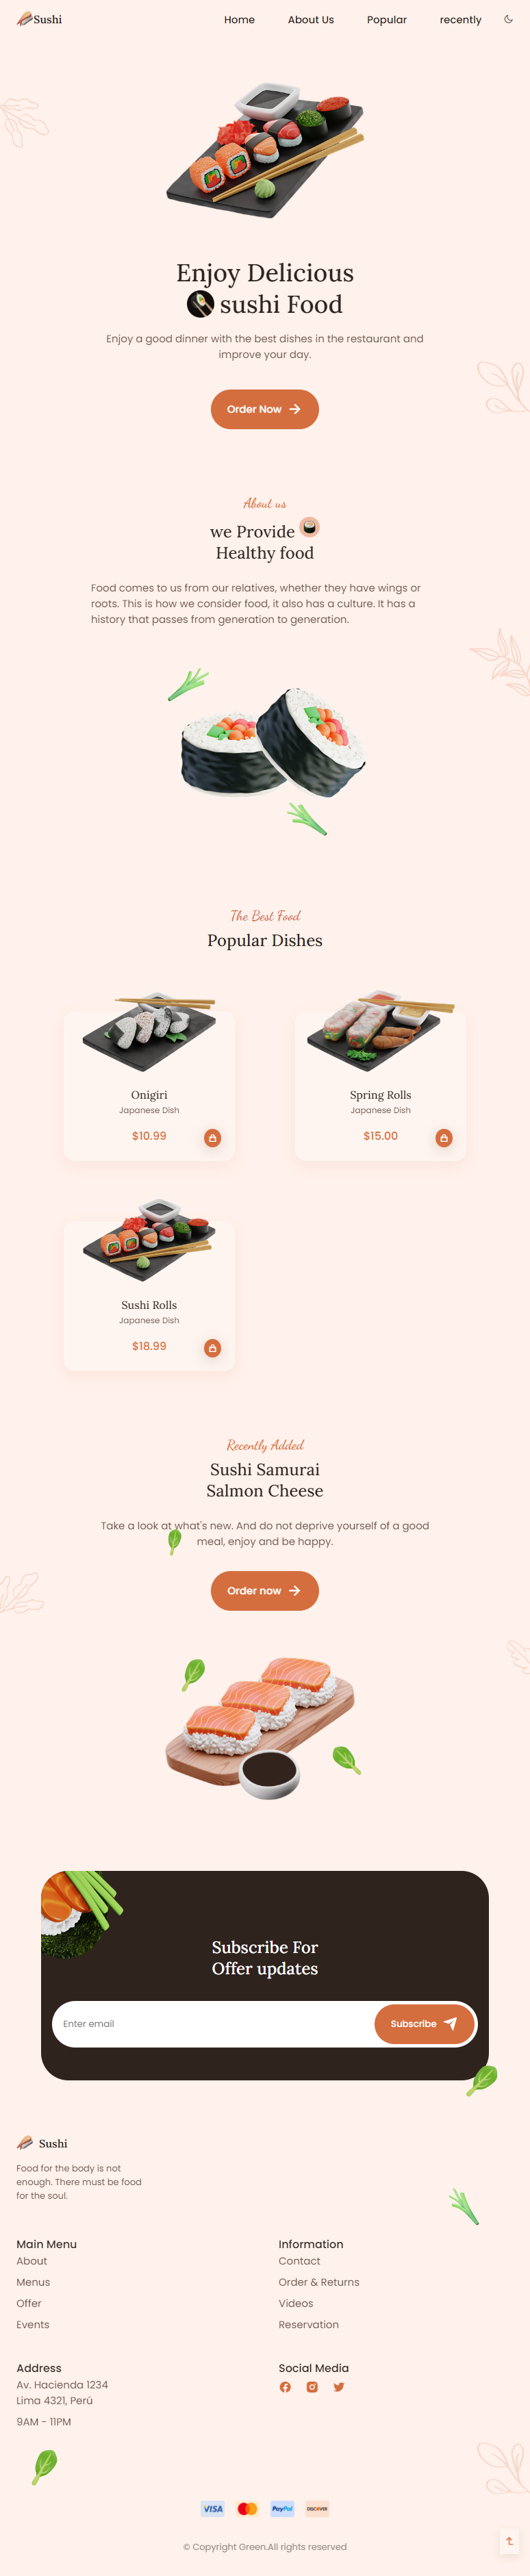 Sushi
Home
About Us
Popular
recently
Enjoy Delicious
sushi Food
Enjoy a good dinner with the best dishes in the restaurant and
improve your day.
Order Now
About us
we Provide
Healthy food
Food comes to us from our relatives, whether they have wings or
roots. This is how we consider food, it also has a culture. It has a
history that passes from generation to generation.
The Best Food
Popular Dishes
Onigiri
Japanese Dish
$10.99
Spring Rolls
Japanese Dish
$15.00
Sushi Rolls
Japanese Dish
$18.99
Recently Added
Sushi Samurai
Salmon Cheese
Take a look at what's new. And do not deprive yourself of a good
meal, enjoy and be happy.
Order now
Subscribe For
Offer updates
Enter email
Subscribe
Sushi
Food for the body is not
enough. There must be food
for the soul.
Main Menu
About
Menus
Offer
Events
Information
Contact
Order & Returns
Videos
Reservation
Address
Av. Hacienda 1234
Lima 4321, Perú
9AM - 11PM
Social Media
VISA
PayPal
DISCOVER
© Copyright Green.All rights reserved